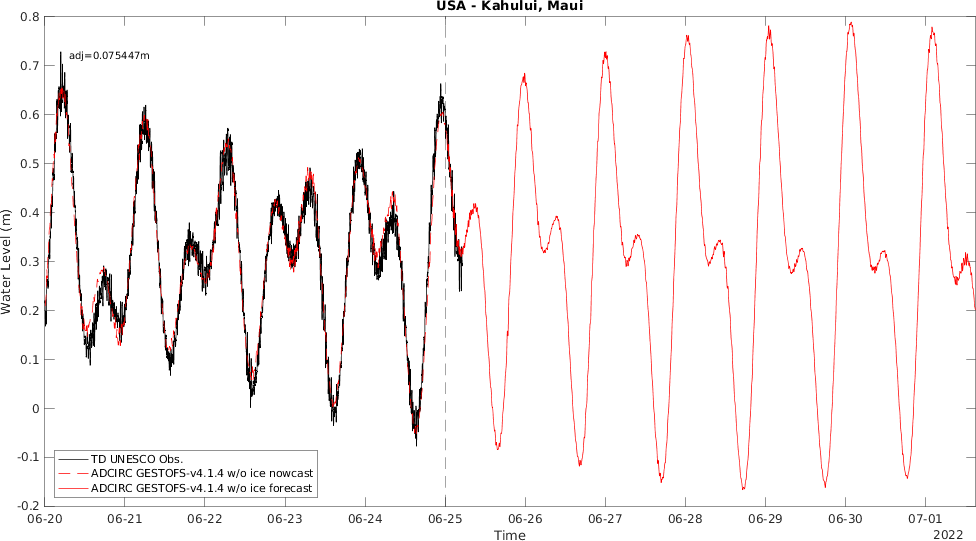 USA - Kahului, Maui
adj=0.075447m
Water Level (m)
0.8
0.7
0.6
0.5
0.4
0.3
0.2
0.1
0
-0.1
-0.2
TD UNESCO Obs.
ADCIRC GESTOFS-v4.1.4 w/o ice nowcast
ADCIRC GESTOFS-v4.1.4 w/o ice forecast
06-20 06-21 06-22 06-23 06-24 06-25 06-26 06-27 06-28 06-29 06-30 07-01
Time
2022